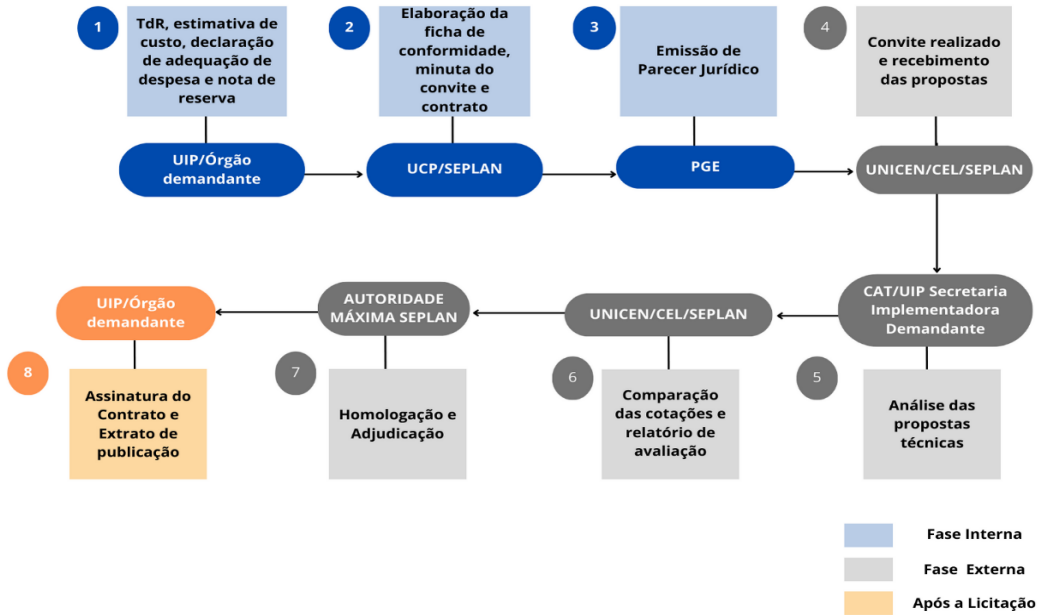 1
TdR, estimativa de
custo, declaração
de adequação de
despesa e nota de
reserva
2
Elaboração da
ficha de
conformidade,
minuta do
convite e
contrato
3
Emissão de
Parecer Jurídico
4
Convite realizado
e recebimento
das propostas
UIP/Órgão
demandante
UCP/SEPLAN
PGE
UNICEN/CEL/SEPLAN
UIP/Órgão
demandante
AUTORIDADE
MÁXIMA SEPLAN
UNICEN/CEL/SEPLAN
CAT/UIP Secretaria
Implementadora
Demandante
8
Assinatura do
Contrato e
Extrato de
publicação
7
Homologação e
Adjudicação
6
Comparação
das cotações e
relatório de
avaliação
5
Análise das
propostas
técnicas
Fase Interna
Fase Externa
Após a Licitação